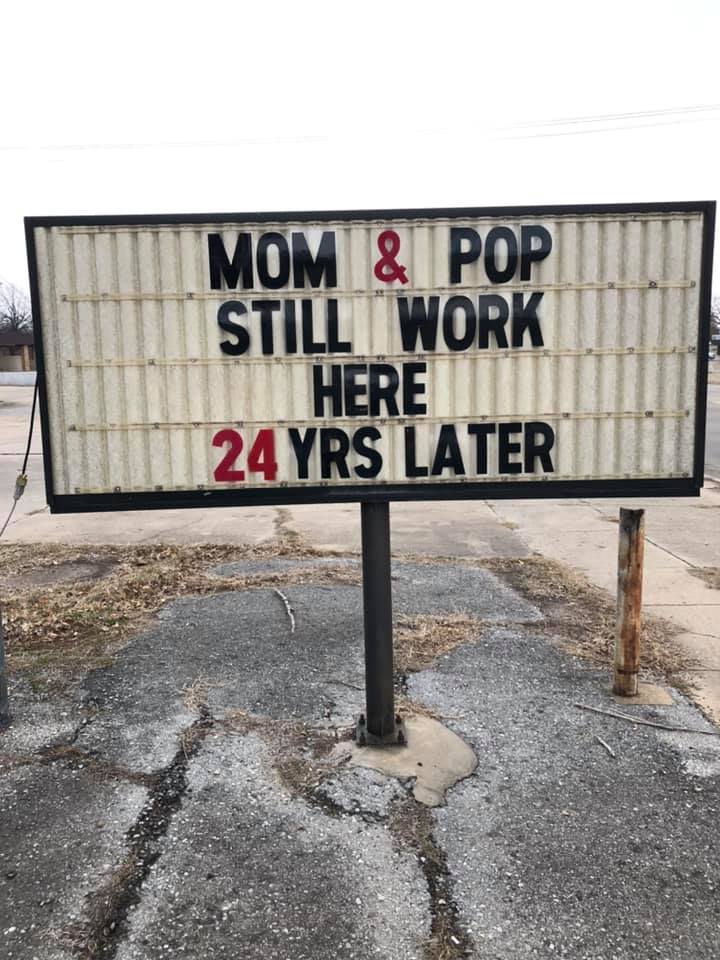 MOM & POP
STILL WORK
HERE
24 YRS LATER